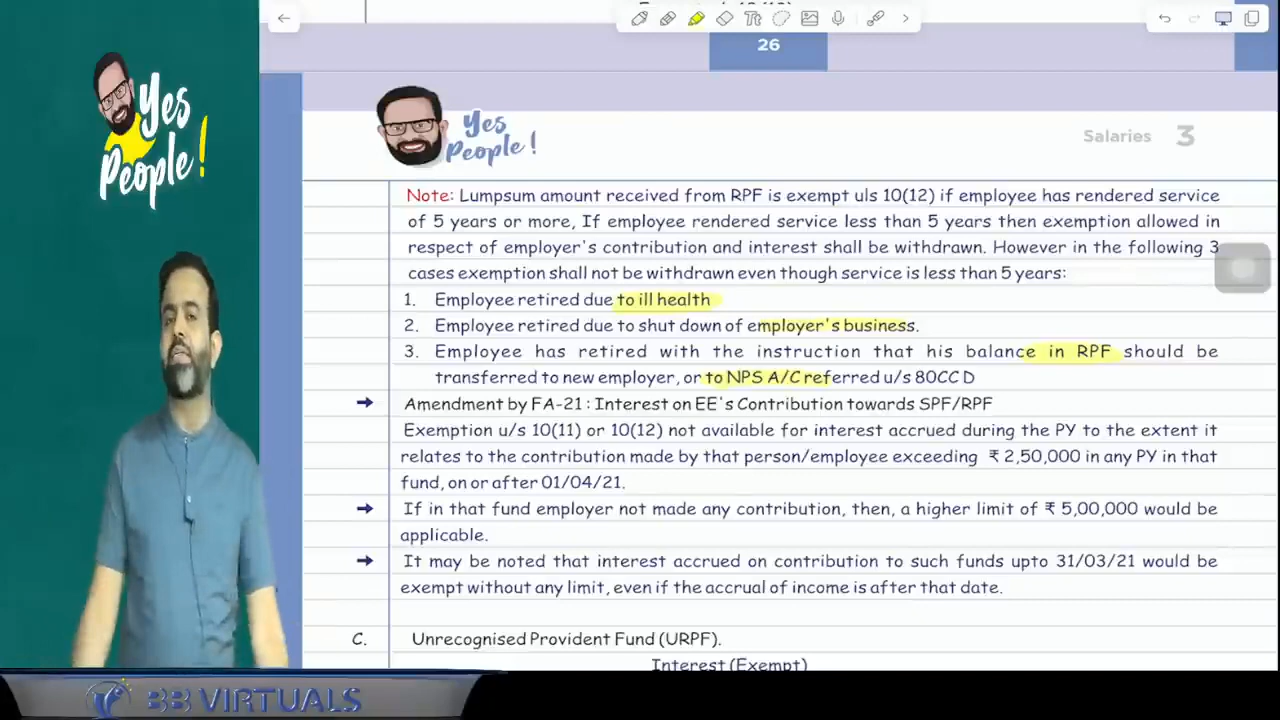 26
Yes
People!
Yes
People!
Salaries 3
Note: Lumpsum amount received from RPF is exempt uls 10(12) if employee has rendered service
of 5 years or more, If employee rendered service less than 5 years then exemption allowed in
respect of employer's contribution and interest shall be withdrawn. However in the following 3
cases exemption shall not be withdrawn even though service is less than 5 years:
1. Employee retired due to ill health
2. Employee retired due to shut down of employer's business.
3. Employee has retired with the instruction that his balance in RPF should be
transferred to new employer, or to NPS A/C referred u/s 80CC D
→ Amendment by FA-21 : Interest on EE's Contribution towards SPF/RPF
Exemption u/s 10(11) or 10(12) not available for interest accrued during the PY to the extent it
relates to the contribution made by that person/employee exceeding ₹ 2,50,000 in any PY in that
fund, on or after 01/04/21.
→ If in that fund employer not made any contribution, then, a higher limit of ₹ 5,00,000 would be
applicable.
→ It may be noted that interest accrued on contribution to such funds upto 31/03/21 would be
exempt without any limit, even if the accrual of income is after that date.
C. Unrecognised Provident Fund (URPF).
Interest (Exempt)
BB VIRTUALS